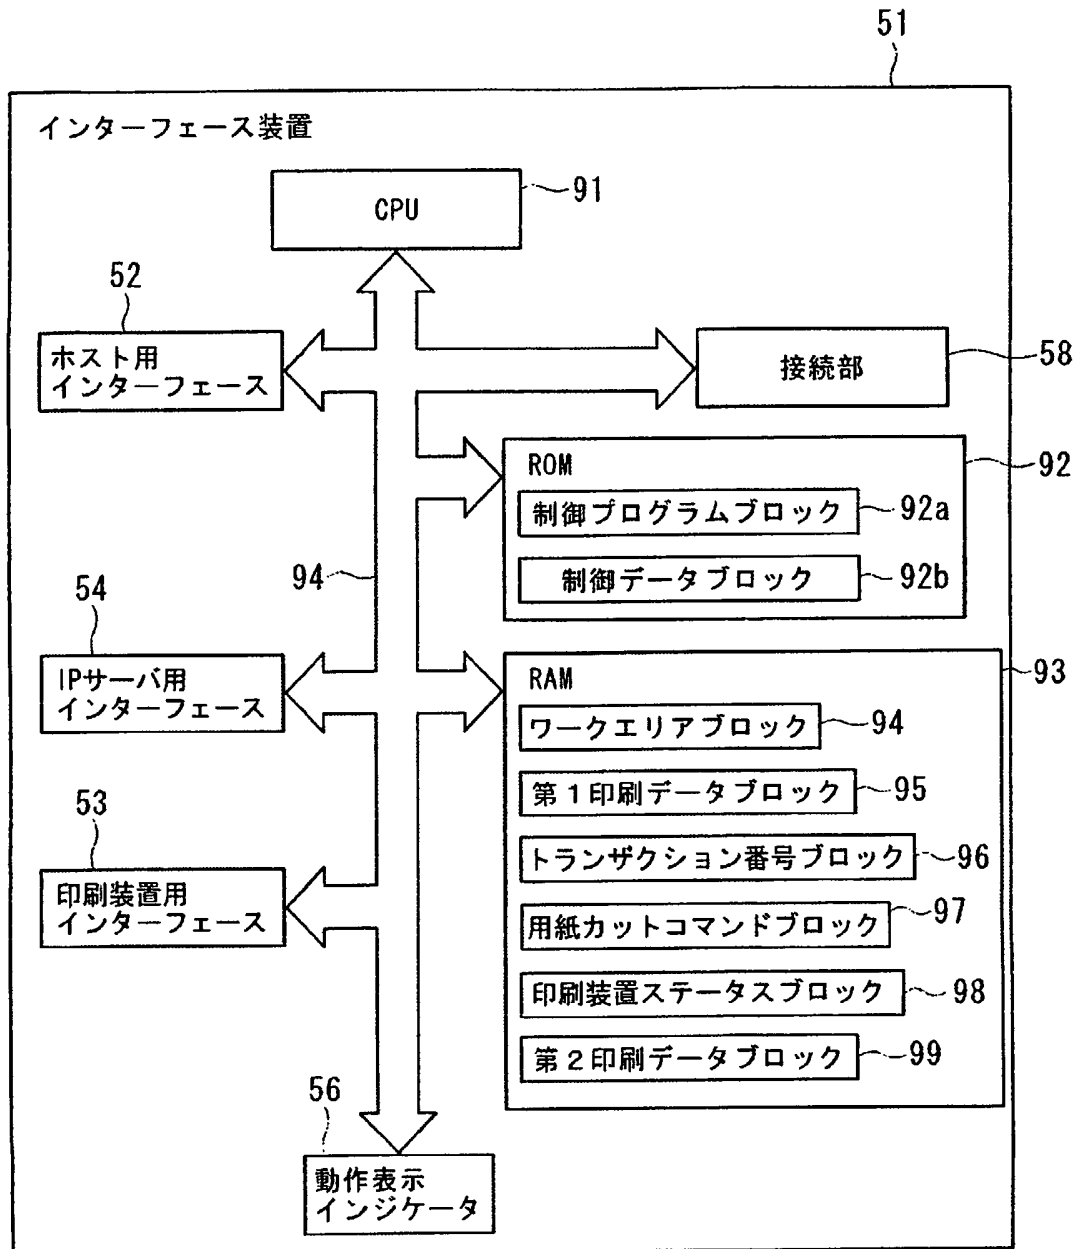 51
インターフェース装置
CPU
91
52
ホスト用
インターフェース
接続部
58
ROM
92
制御プログラムブロック
92a
制御データブロック
92b
94
54
IPサーバ用
インターフェース
RAM
93
ワークエリアブロック
94
第1印刷データブロック
95
トランザクション番号ブロック
96
用紙カットコマンドブロック
97
印刷装置ステータスブロック
98
第2印刷データブロック
99
53
印刷装置用
インターフェース
56
動作表示
インジケータ